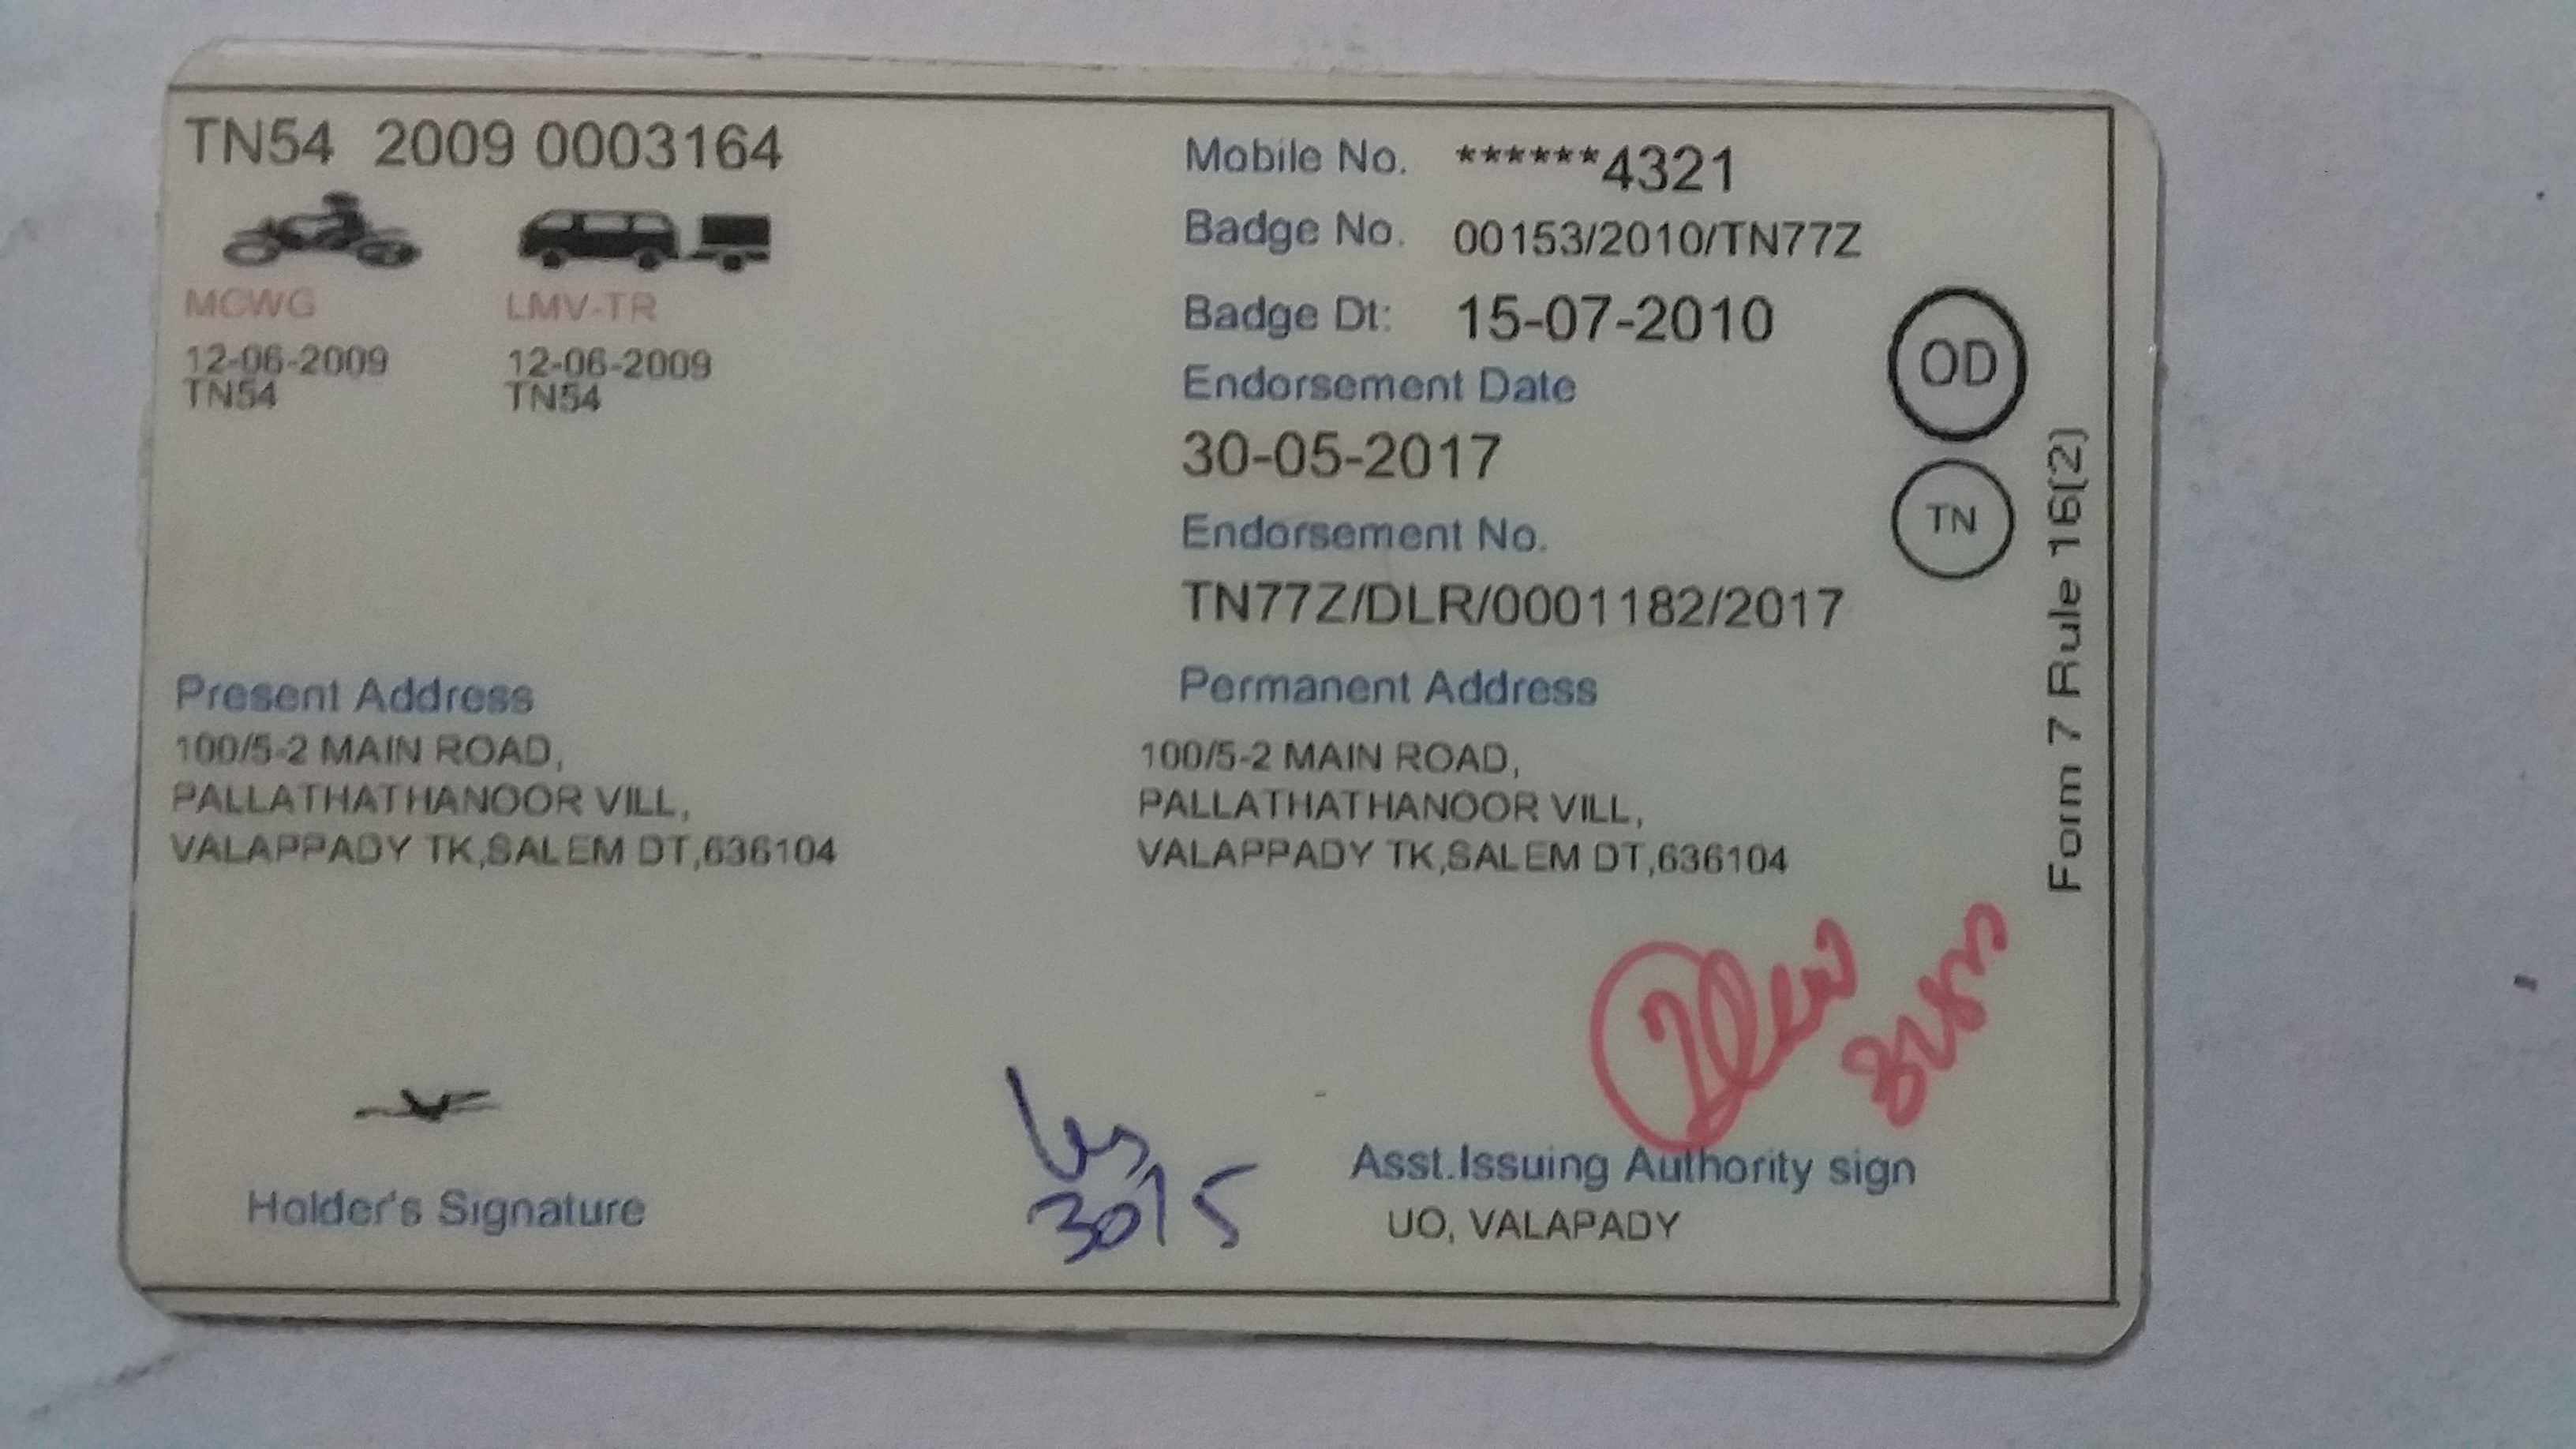 TN54 2009 0003164
MCWG LMV-TR
12-06-2009 12-06-2009
TN54 TN54
Mobile No. ******4321
Badge No. 00153/2010/TN77Z
Badge Dt: 15-07-2010
Endorsement Date
30-05-2017
Endorsement No.
TN77Z/DLR/0001182/2017
OD
TN
Form 7 Rule 16(2)
Present Address
100/5-2 MAIN ROAD,
PALLATHATHANOOR VILL,
VALAPPADY TK,SALEM DT,636104
Permanent Address
100/5-2 MAIN ROAD,
PALLATHATHANOOR VILL,
VALAPPADY TK,SALEM DT,636104
Holder's Signature
30/5
Asst.Issuing Authority sign
UO, VALAPADY